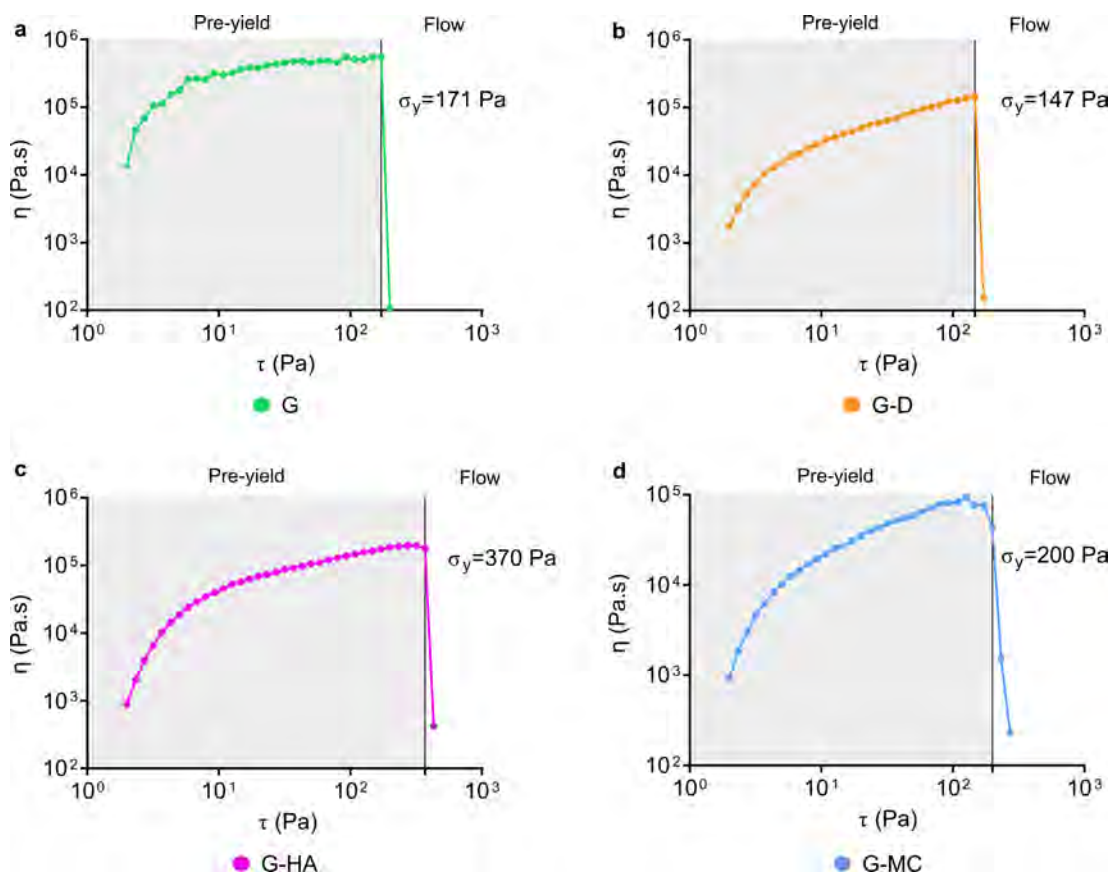 a
Pre-yield
Flow
10⁶
10⁵
10⁴
10³
10²
η (Pa.s)
σy=171 Pa
10⁰
10¹
10²
10³
τ (Pa)
G
b
Pre-yield
Flow
10⁶
10⁵
10⁴
10³
10²
η (Pa.s)
σy=147 Pa
10⁰
10¹
10²
10³
τ (Pa)
G-D
c
Pre-yield
Flow
10⁶
10⁵
10⁴
10³
10²
η (Pa.s)
σy=370 Pa
10⁰
10¹
10²
10³
τ (Pa)
G-HA
d
Pre-yield
Flow
10⁵
10⁴
10³
10²
η (Pa.s)
σy=200 Pa
10⁰
10¹
10²
10³
τ (Pa)
G-MC